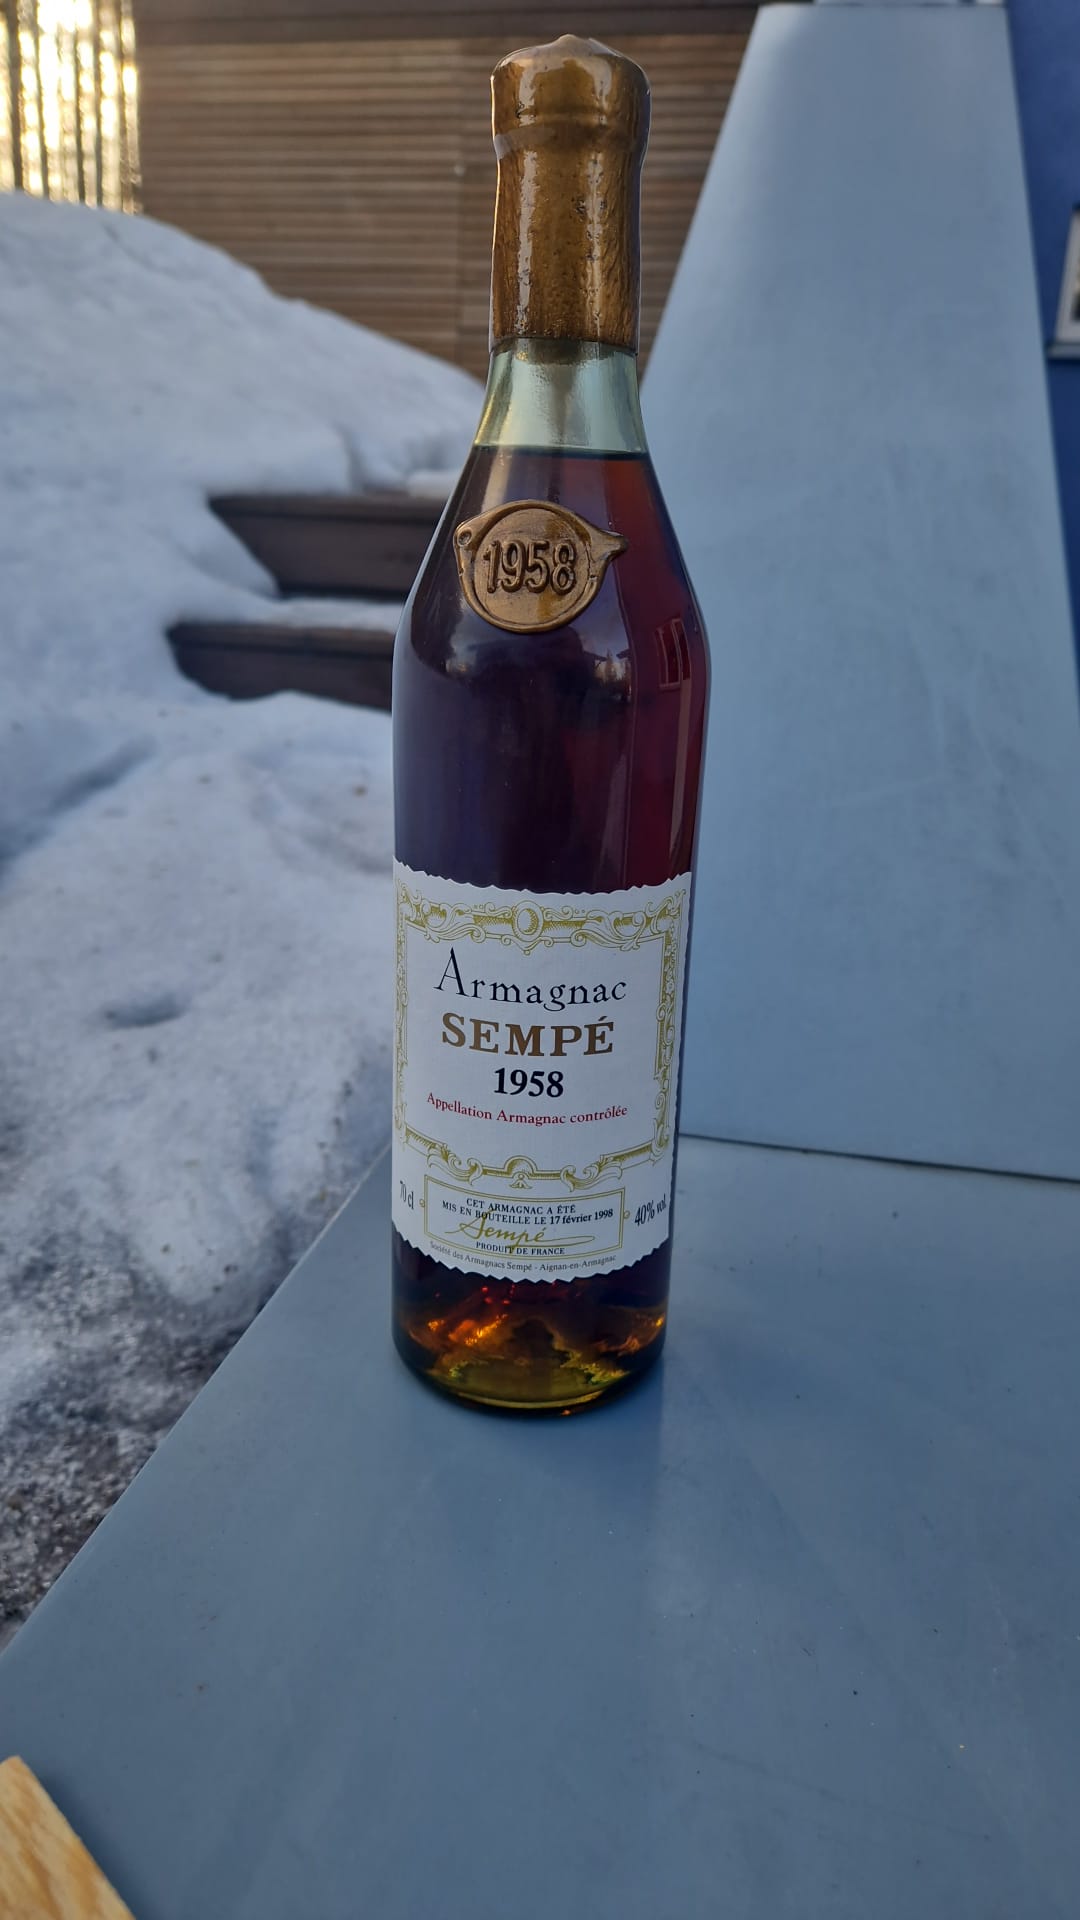 1958
Armagnac
SEMPÉ
1958
Appellation Armagnac contrôlée
70 cl
CET ARMAGNAC A ÉTÉ
MIS EN BOUTEILLE LE 17 février 1998
Sempé
PRODUIT DE FRANCE
40% vol.
Société des Armagnacs Sempé - Aignan-en-Armagnac